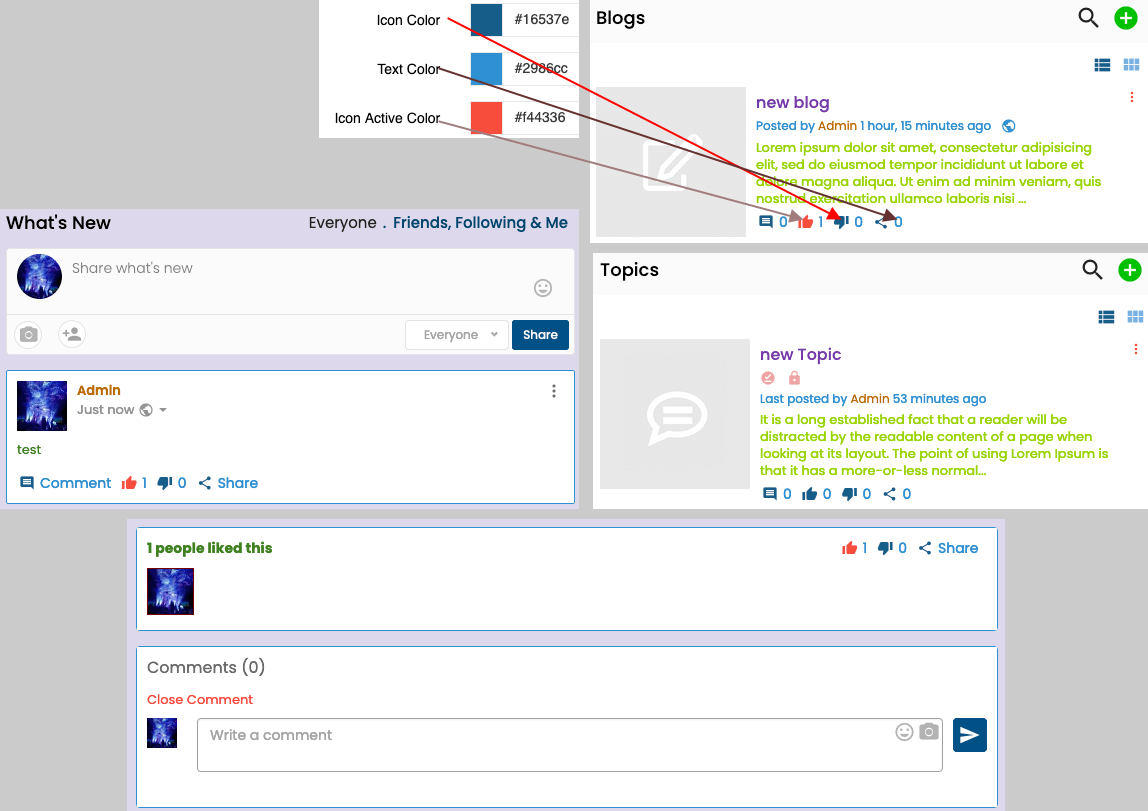 Icon Color #16537e
Text Color #2986cc
Icon Active Color #f44336
Blogs
new blog
Posted by Admin 1 hour, 15 minutes ago
Lorem ipsum dolor sit amet, consectetur adipisicing
elit, sed do eiusmod tempor incididunt ut labore et
dolore magna aliqua. Ut enim ad minim veniam, quis
nostrud exercitation ullamco laboris nisi ...
0 1 0 0
What's New
Everyone . Friends, Following & Me
Share what's new
Everyone
Share
Admin
Just now
test
Comment 1 0 Share
Topics
new Topic
Last posted by Admin 53 minutes ago
It is a long established fact that a reader will be
distracted by the readable content of a page when
looking at its layout. The point of using Lorem Ipsum is
that it has a more-or-less normal...
0 0 0 0
1 people liked this
1 0 Share
Comments (0)
Close Comment
Write a comment